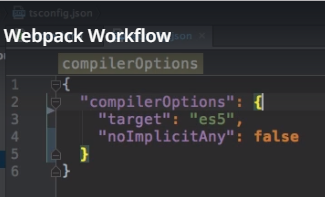 tsconfig.json
Webpack Workflow
compilerOptions
1 {
2 "compilerOptions": {
3 "target": "es5",
4 "noImplicitAny": false
5 }
6 }